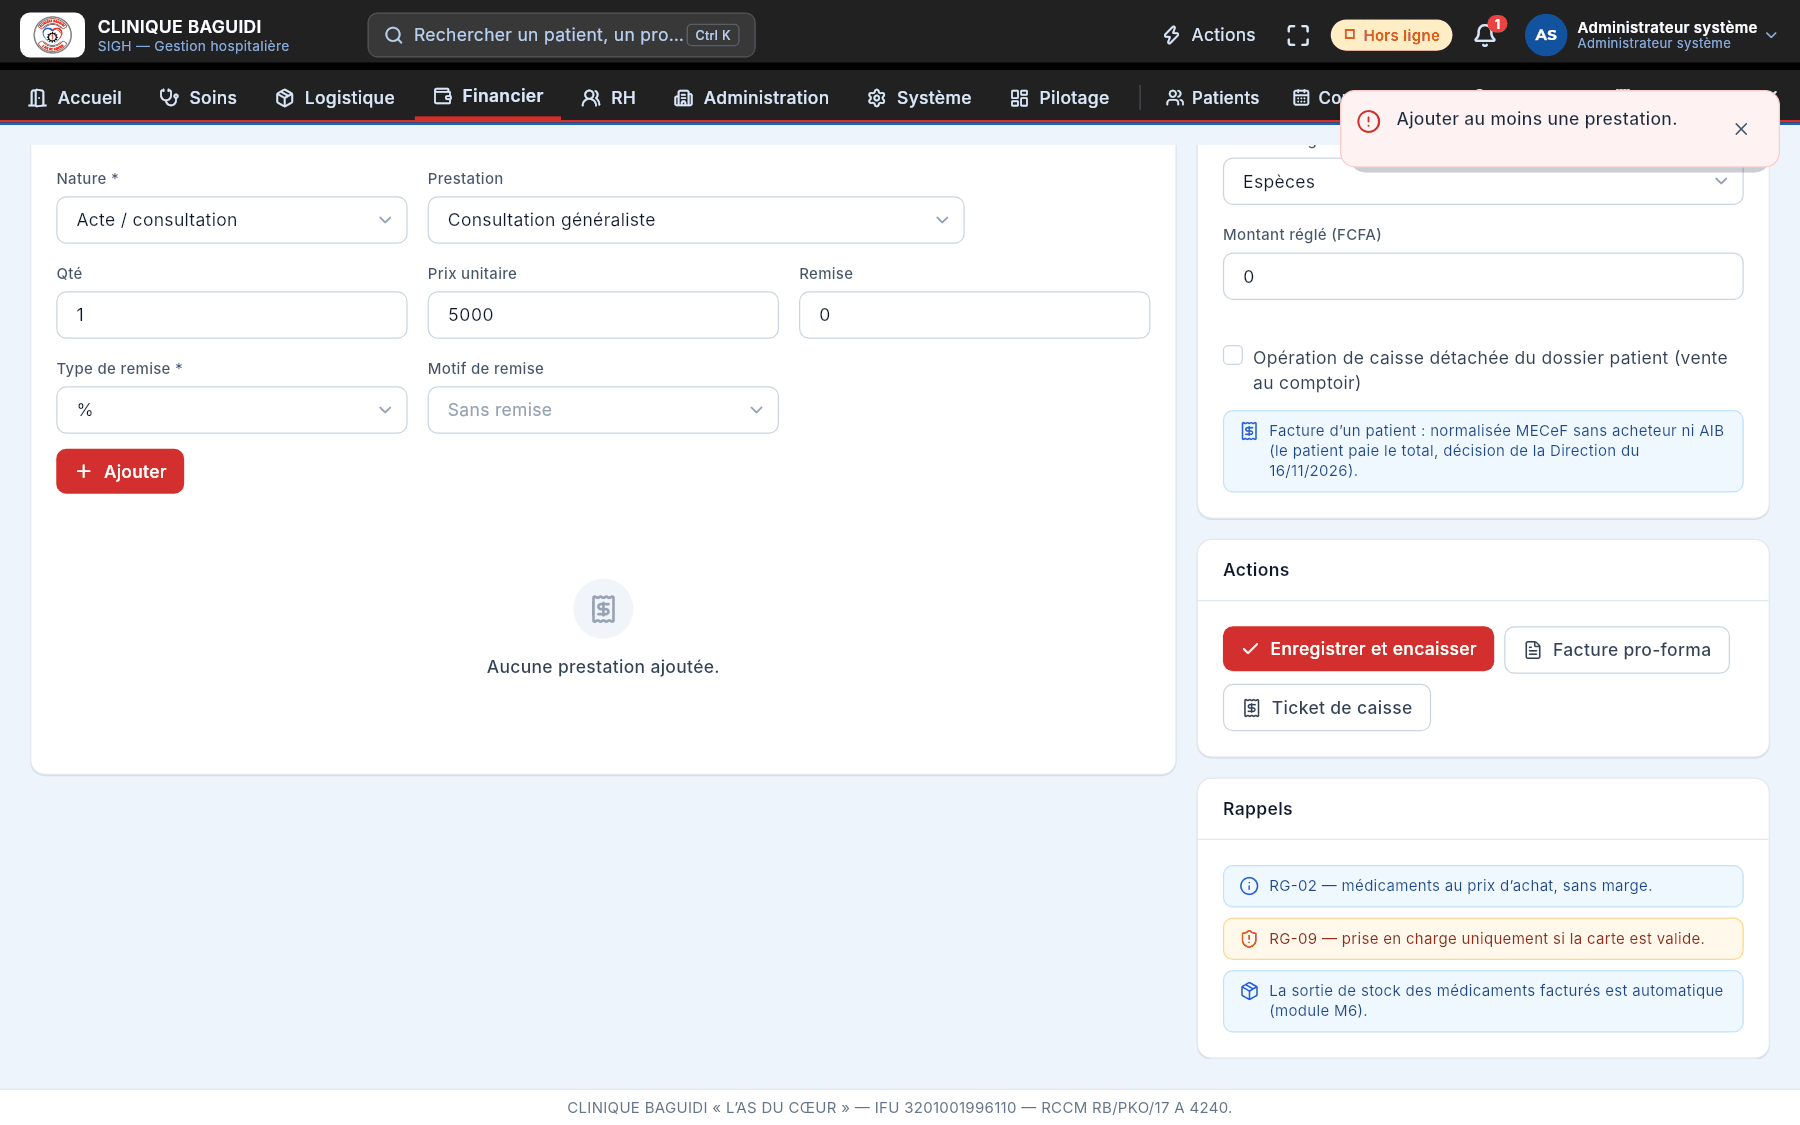 CLINIQUE BAGUIDI
SIGH — Gestion hospitalière
Rechercher un patient, un pro... Ctrl K
Actions
Hors ligne
1
AS
Administrateur système
Administrateur système
Accueil
Soins
Logistique
Financier
RH
Administration
Système
Pilotage
Patients
Ajouter au moins une prestation.
Nature *
Prestation
Acte / consultation
Consultation généraliste
Qté
Prix unitaire
Remise
1
5000
0
Type de remise *
Motif de remise
%
Sans remise
Ajouter
Aucune prestation ajoutée.
Espèces
Montant réglé (FCFA)
0
Opération de caisse détachée du dossier patient (vente
au comptoir)
Facture d’un patient : normalisée MECeF sans acheteur ni AIB
(le patient paie le total, décision de la Direction du
16/11/2026).
Actions
Enregistrer et encaisser
Facture pro-forma
Ticket de caisse
Rappels
RG-02 — médicaments au prix d’achat, sans marge.
RG-09 — prise en charge uniquement si la carte est valide.
La sortie de stock des médicaments facturés est automatique
(module M6).
CLINIQUE BAGUIDI « L’AS DU CŒUR » — IFU 3201001996110 — RCCM RB/PKO/17 A 4240.